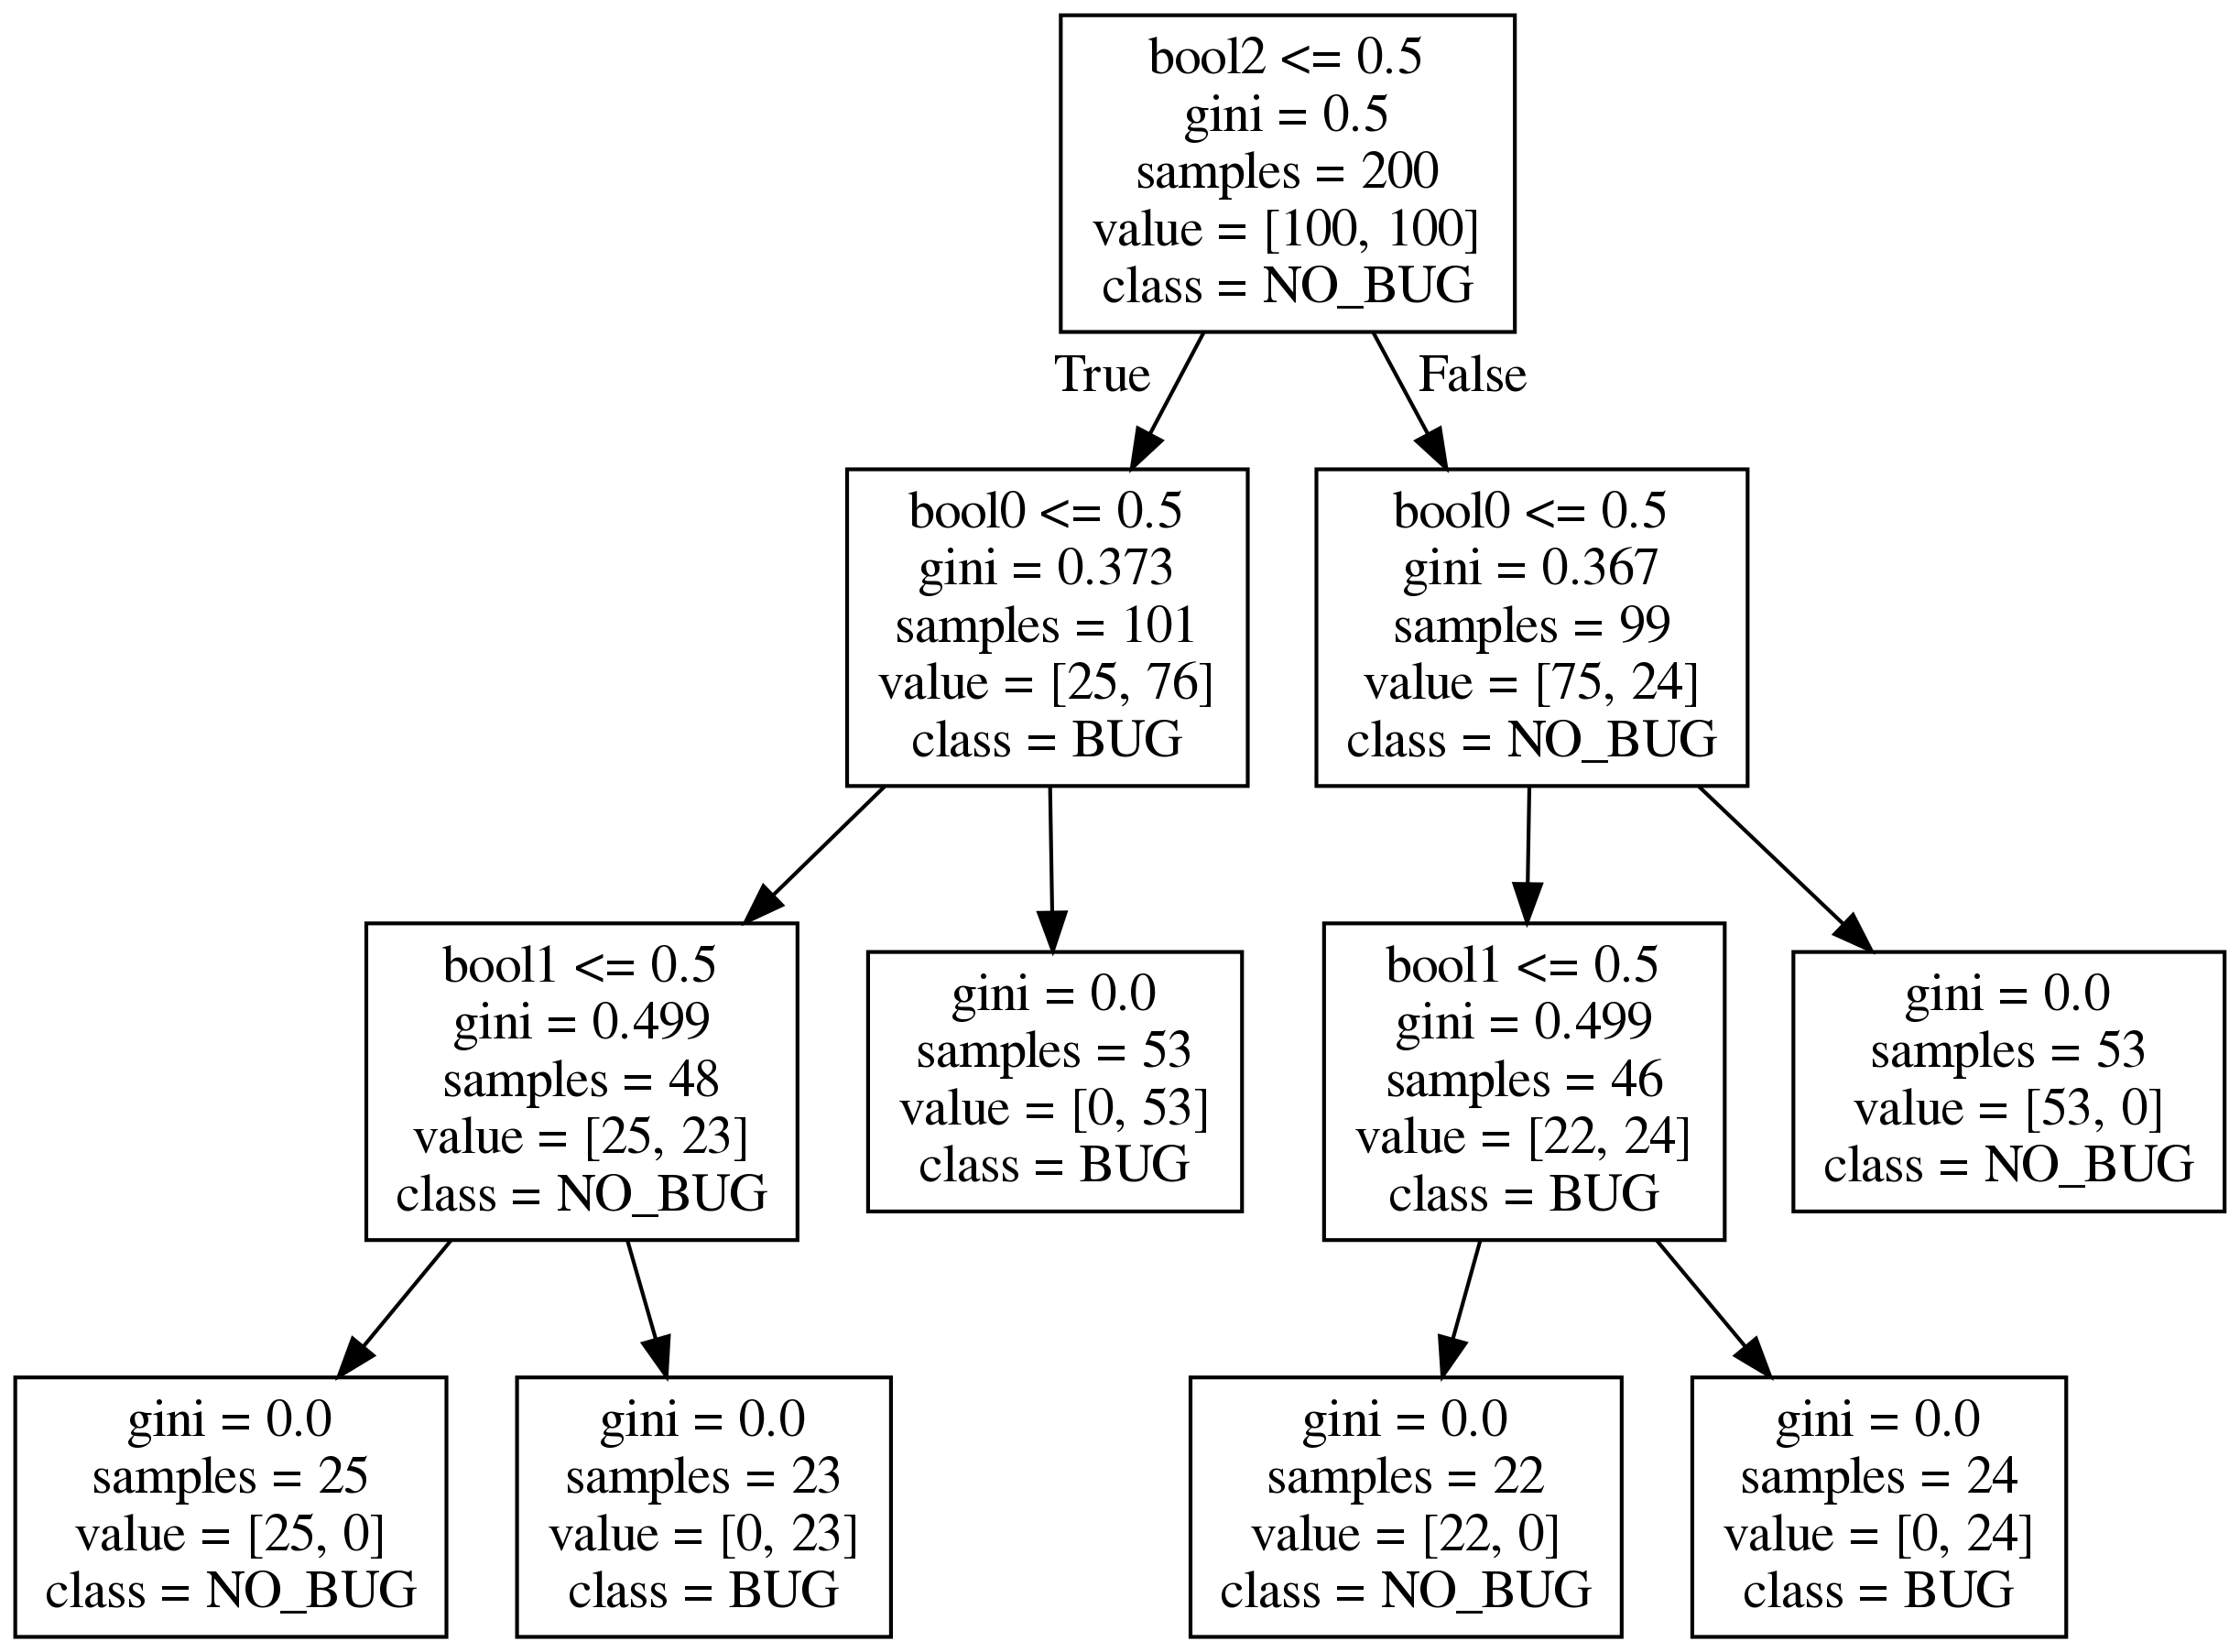 bool2 <= 0.5
gini = 0.5
samples = 200
value = [100, 100]
class = NO_BUG
True
False
bool0 <= 0.5
gini = 0.373
samples = 101
value = [25, 76]
class = BUG
bool0 <= 0.5
gini = 0.367
samples = 99
value = [75, 24]
class = NO_BUG
bool1 <= 0.5
gini = 0.499
samples = 48
value = [25, 23]
class = NO_BUG
gini = 0.0
samples = 53
value = [0, 53]
class = BUG
bool1 <= 0.5
gini = 0.499
samples = 46
value = [22, 24]
class = BUG
gini = 0.0
samples = 53
value = [53, 0]
class = NO_BUG
gini = 0.0
samples = 25
value = [25, 0]
class = NO_BUG
gini = 0.0
samples = 23
value = [0, 23]
class = BUG
gini = 0.0
samples = 22
value = [22, 0]
class = NO_BUG
gini = 0.0
samples = 24
value = [0, 24]
class = BUG